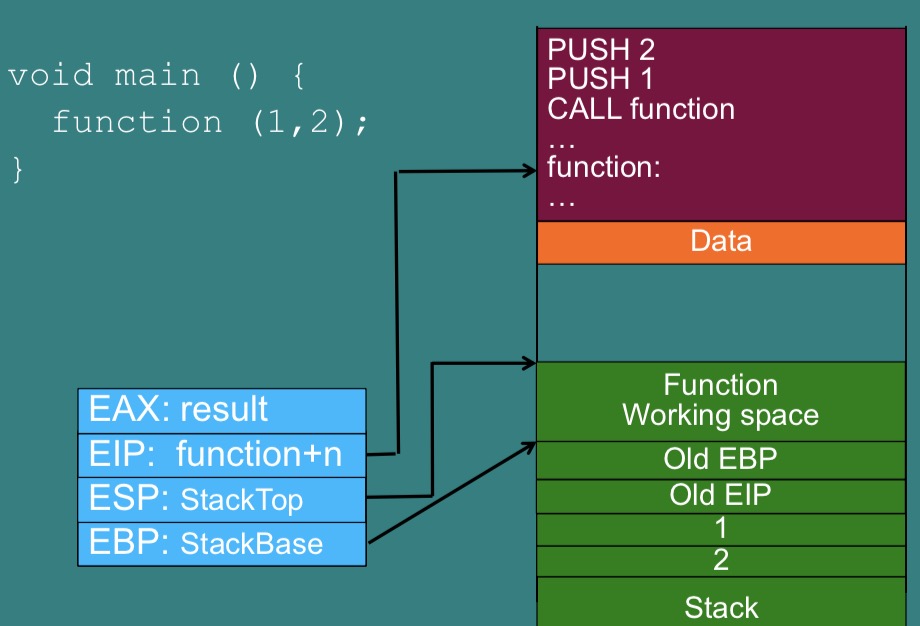 void main () {
function (1,2);
}
PUSH 2
PUSH 1
CALL function
...
function:
...
Data
Function
Working space
Old EBP
Old EIP
1
2
Stack
EAX: result
EIP: function+n
ESP: StackTop
EBP: StackBase